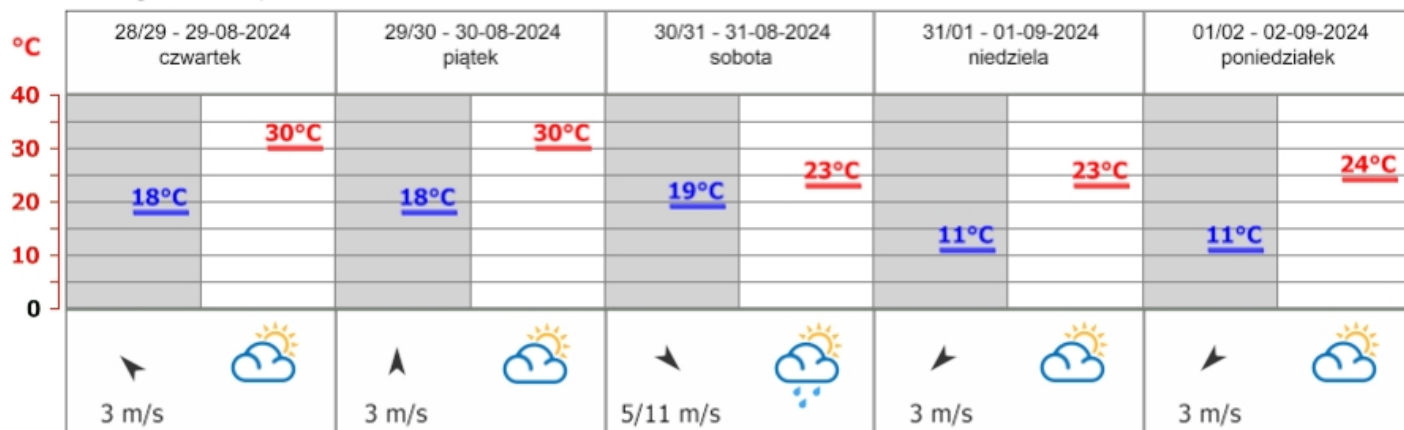 28/29 - 29-08-2024
czwartek
29/30 - 30-08-2024
piątek
30/31 - 31-08-2024
sobota
31/01 - 01-09-2024
niedziela
01/02 - 02-09-2024
poniedziałek
°C
40
30
20
10
0
18°C
30°C
18°C
30°C
19°C
23°C
11°C
23°C
11°C
24°C
3 m/s
3 m/s
5/11 m/s
3 m/s
3 m/s